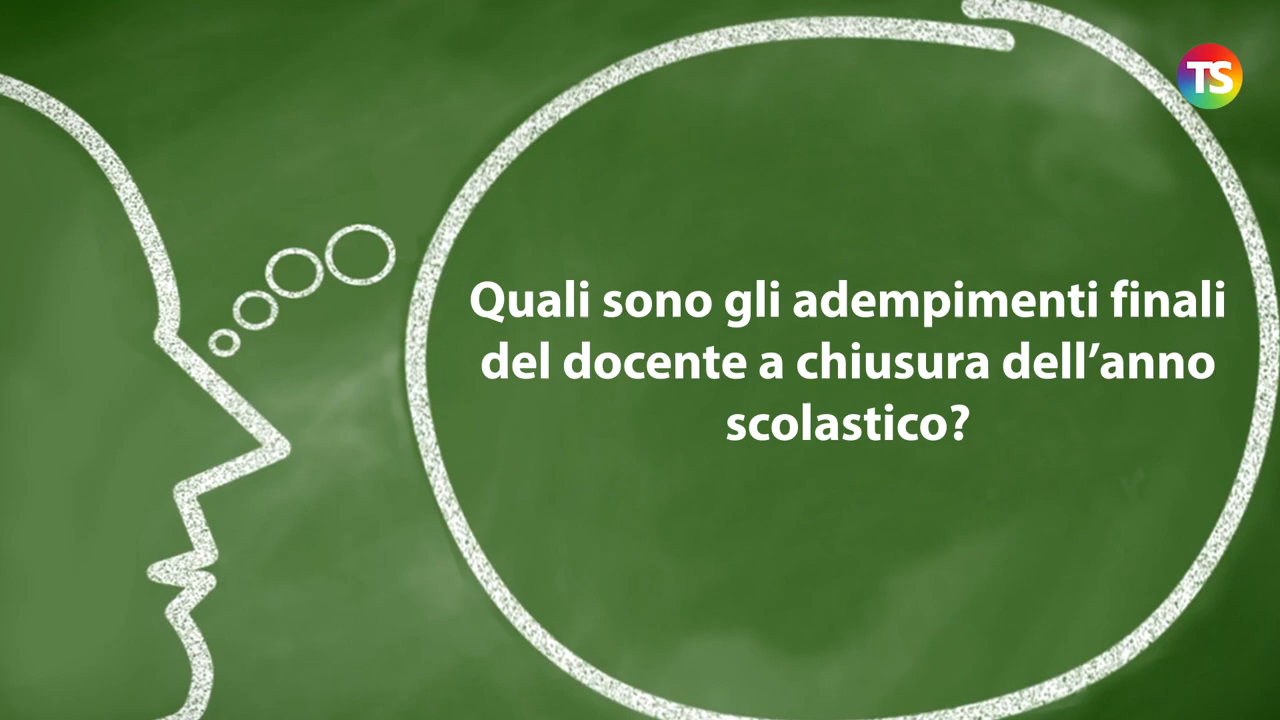 TS
Quali sono gli adempimenti finali
del docente a chiusura dell’anno
scolastico?